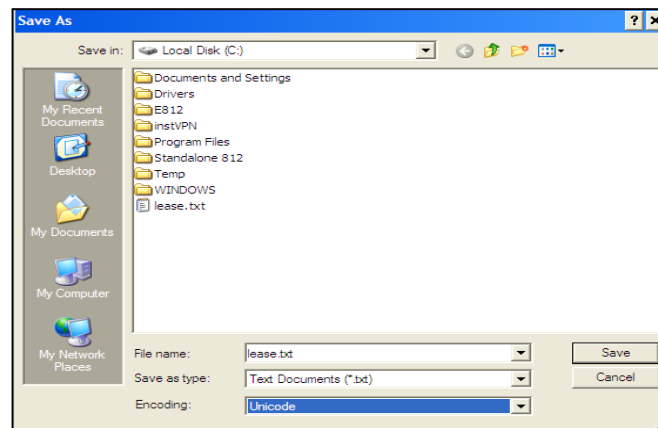 Save As
Save in:
Local Disk (C:)
My Recent
Documents
Desktop
My Documents
My Computer
My Network
Places
Documents and Settings
Drivers
E812
instVPN
Program Files
Standalone 812
Temp
WINDOWS
lease.txt
File name:
lease.txt
Save
Save as type:
Text Documents (*.txt)
Cancel
Encoding:
Unicode